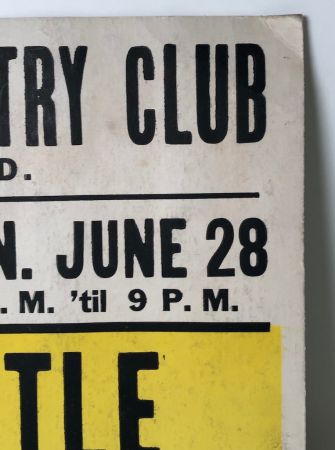 TRY CLUB
D.
N. JUNE 28
. M. 'til 9 P. M.
TLE